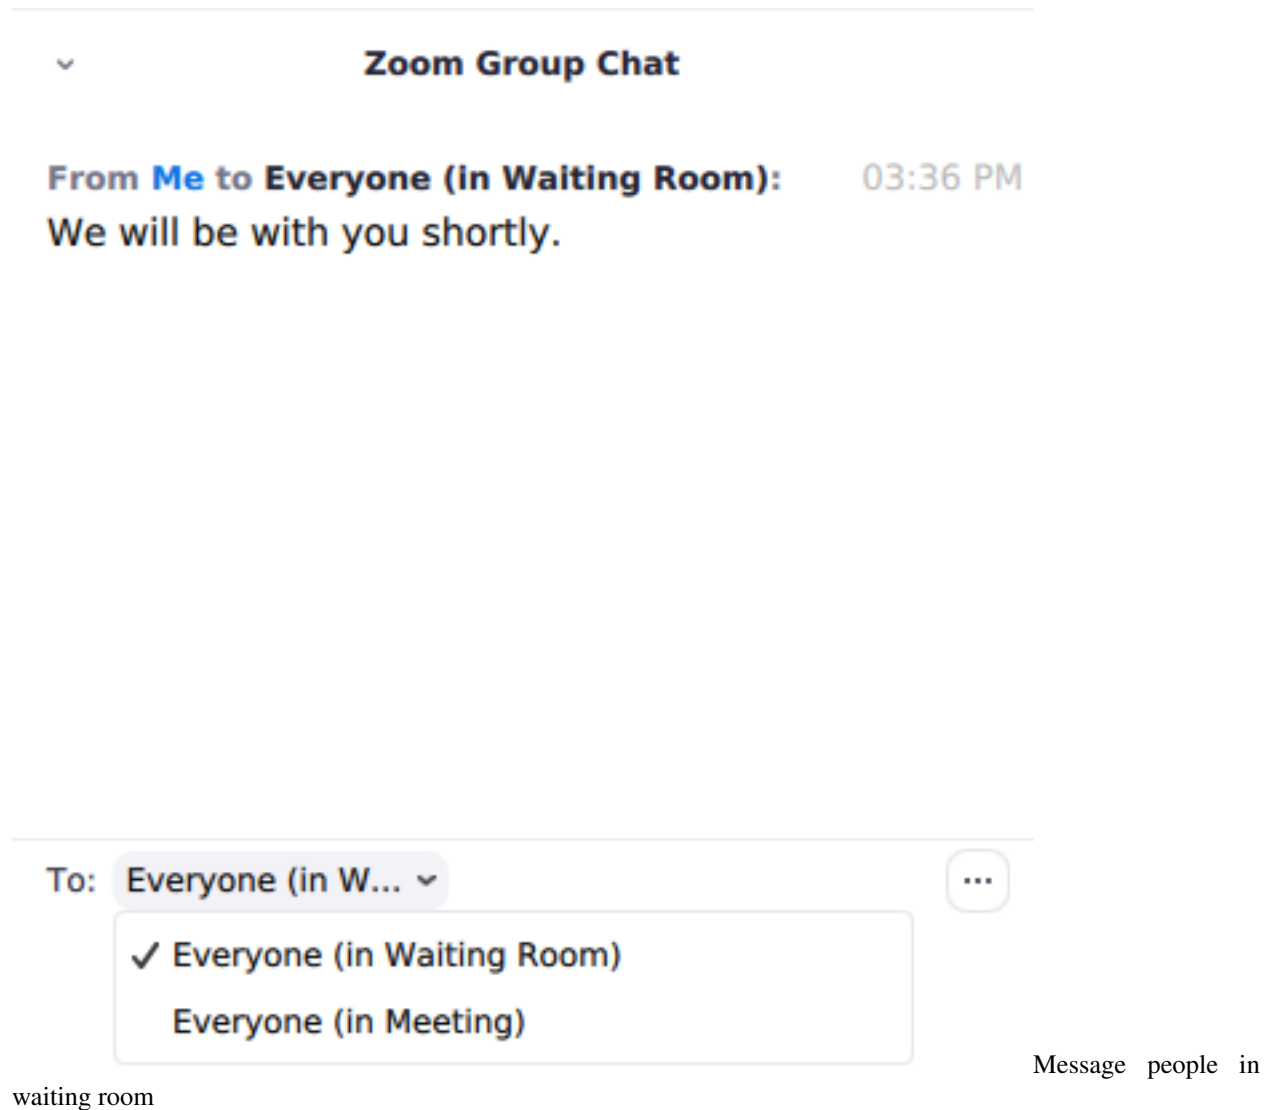 Zoom Group Chat
From Me to Everyone (in Waiting Room): 03:36 PM
We will be with you shortly.
To: Everyone (in W... ...
✓ Everyone (in Waiting Room)
Everyone (in Meeting)
Message people in
waiting room